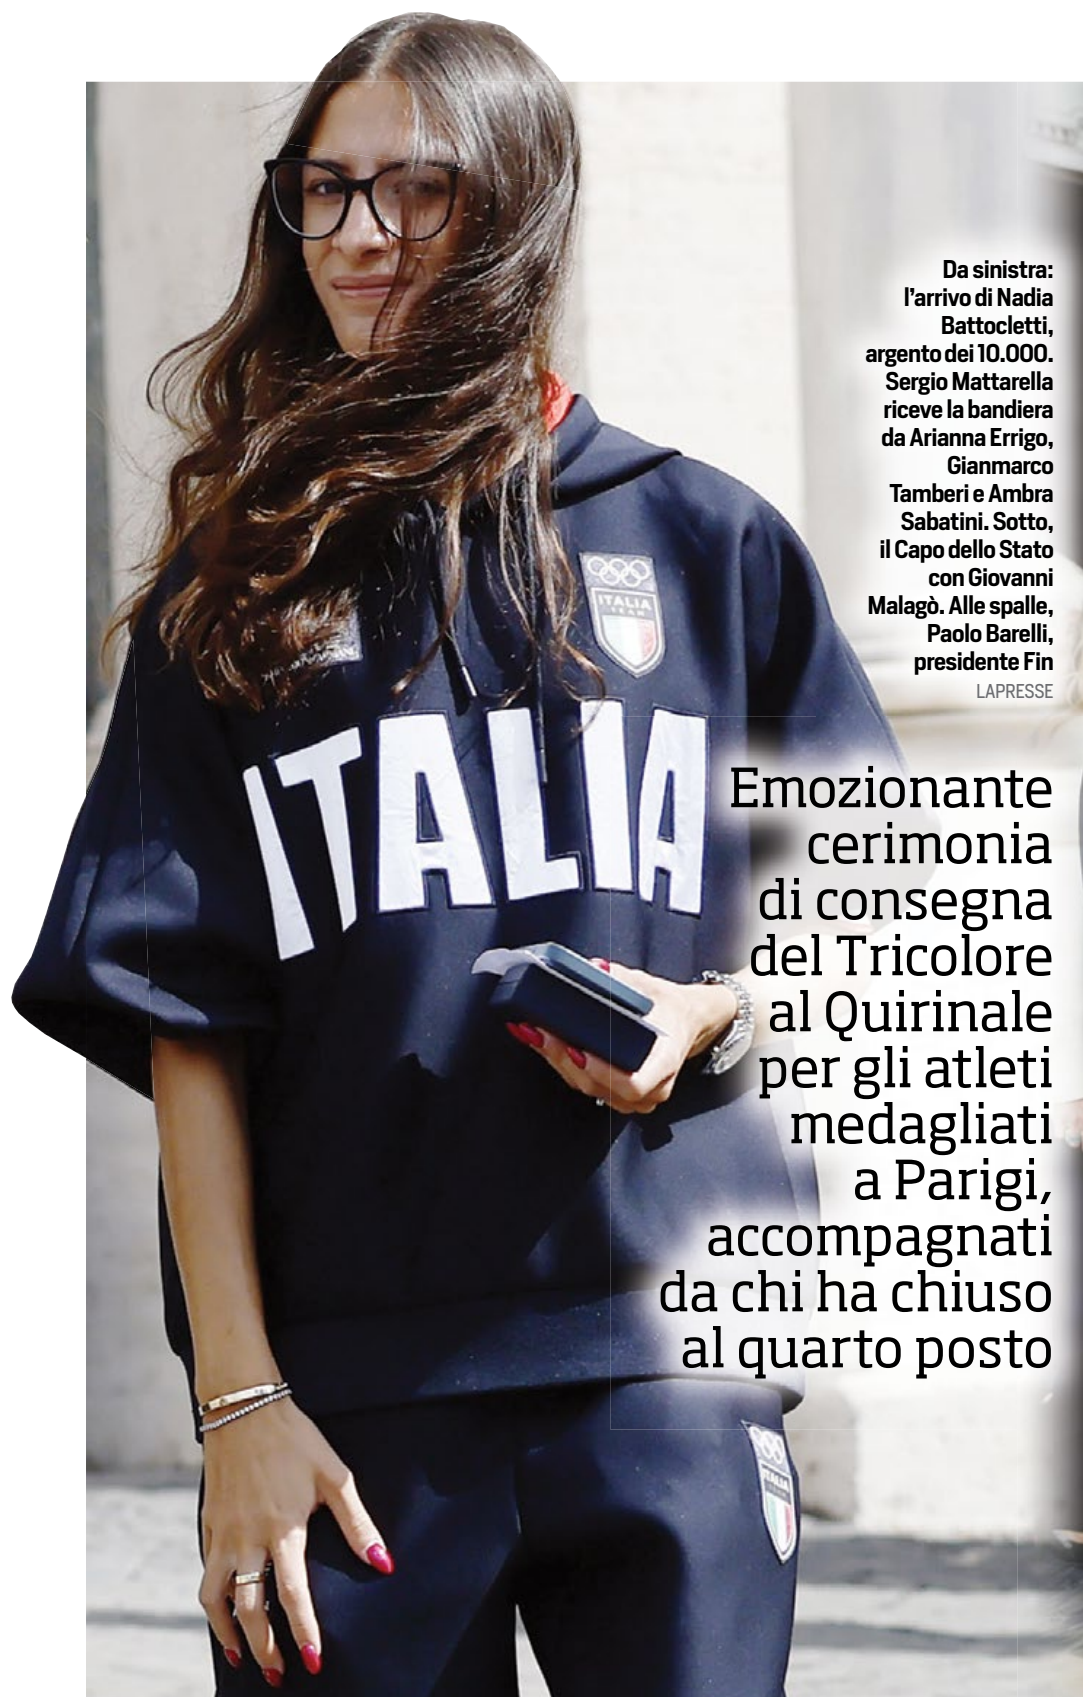 Da sinistra:
l'arrivo di Nadia
Battocletti,
argento dei 10.000.
Sergio Mattarella
riceve la bandiera
da Arianna Errigo,
Gianmarco
Tamberi e Ambra
Sabatini. Sotto,
il Capo dello Stato
con Giovanni
Malagò. Alle spalle,
Paolo Barelli,
presidente Fin
LAPRESSE
ITALIA
TEAM
ITALIA
Emozionante
cerimonia
di consegna
del Tricolore
al Quirinale
per gli atleti
medagliati
a Parigi,
accompagnati
da chi ha chiuso
al quarto posto
ITALIA